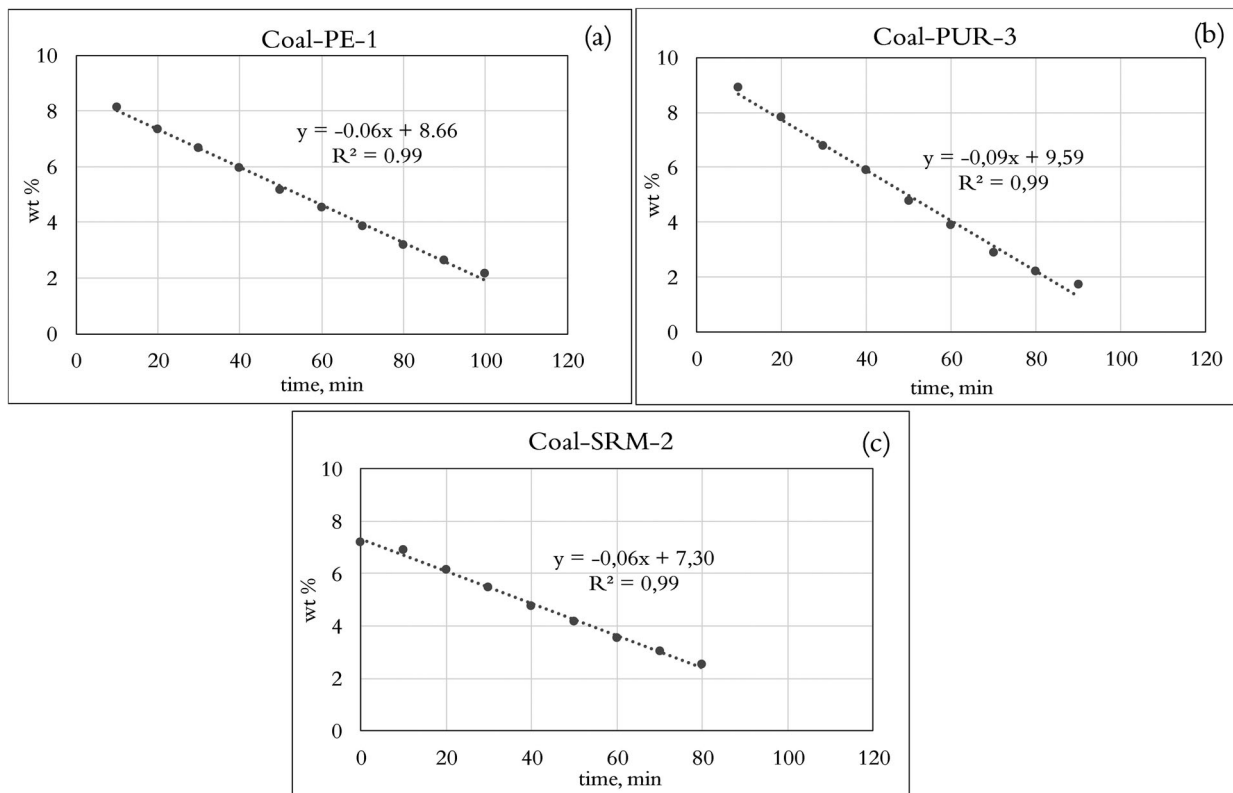 Coal-PE-1
(a)
10
8
6
4
2
0
wt %
y = -0.06x + 8.66
R² = 0.99
0 20 40 60 80 100 120
time, min
Coal-PUR-3
(b)
10
8
6
4
2
0
wt %
y = -0,09x + 9,59
R² = 0,99
0 20 40 60 80 100 120
time, min
Coal-SRM-2
(c)
10
8
6
4
2
0
wt %
y = -0,06x + 7,30
R² = 0,99
0 20 40 60 80 100 120
time, min